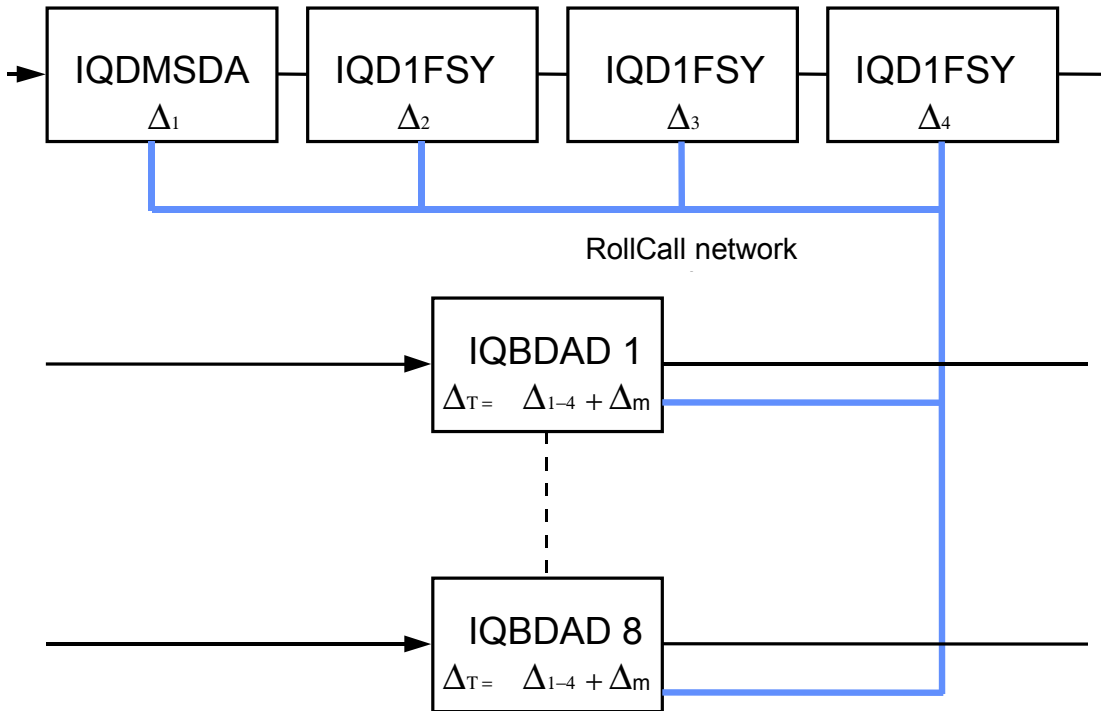 IQDMSDA IQD1FSY IQD1FSY IQD1FSY
Δ1 Δ2 Δ3 Δ4
RollCall network
IQBDAD 1
ΔT = Δ1–4 + Δm
IQBDAD 8
ΔT = Δ1–4 + Δm